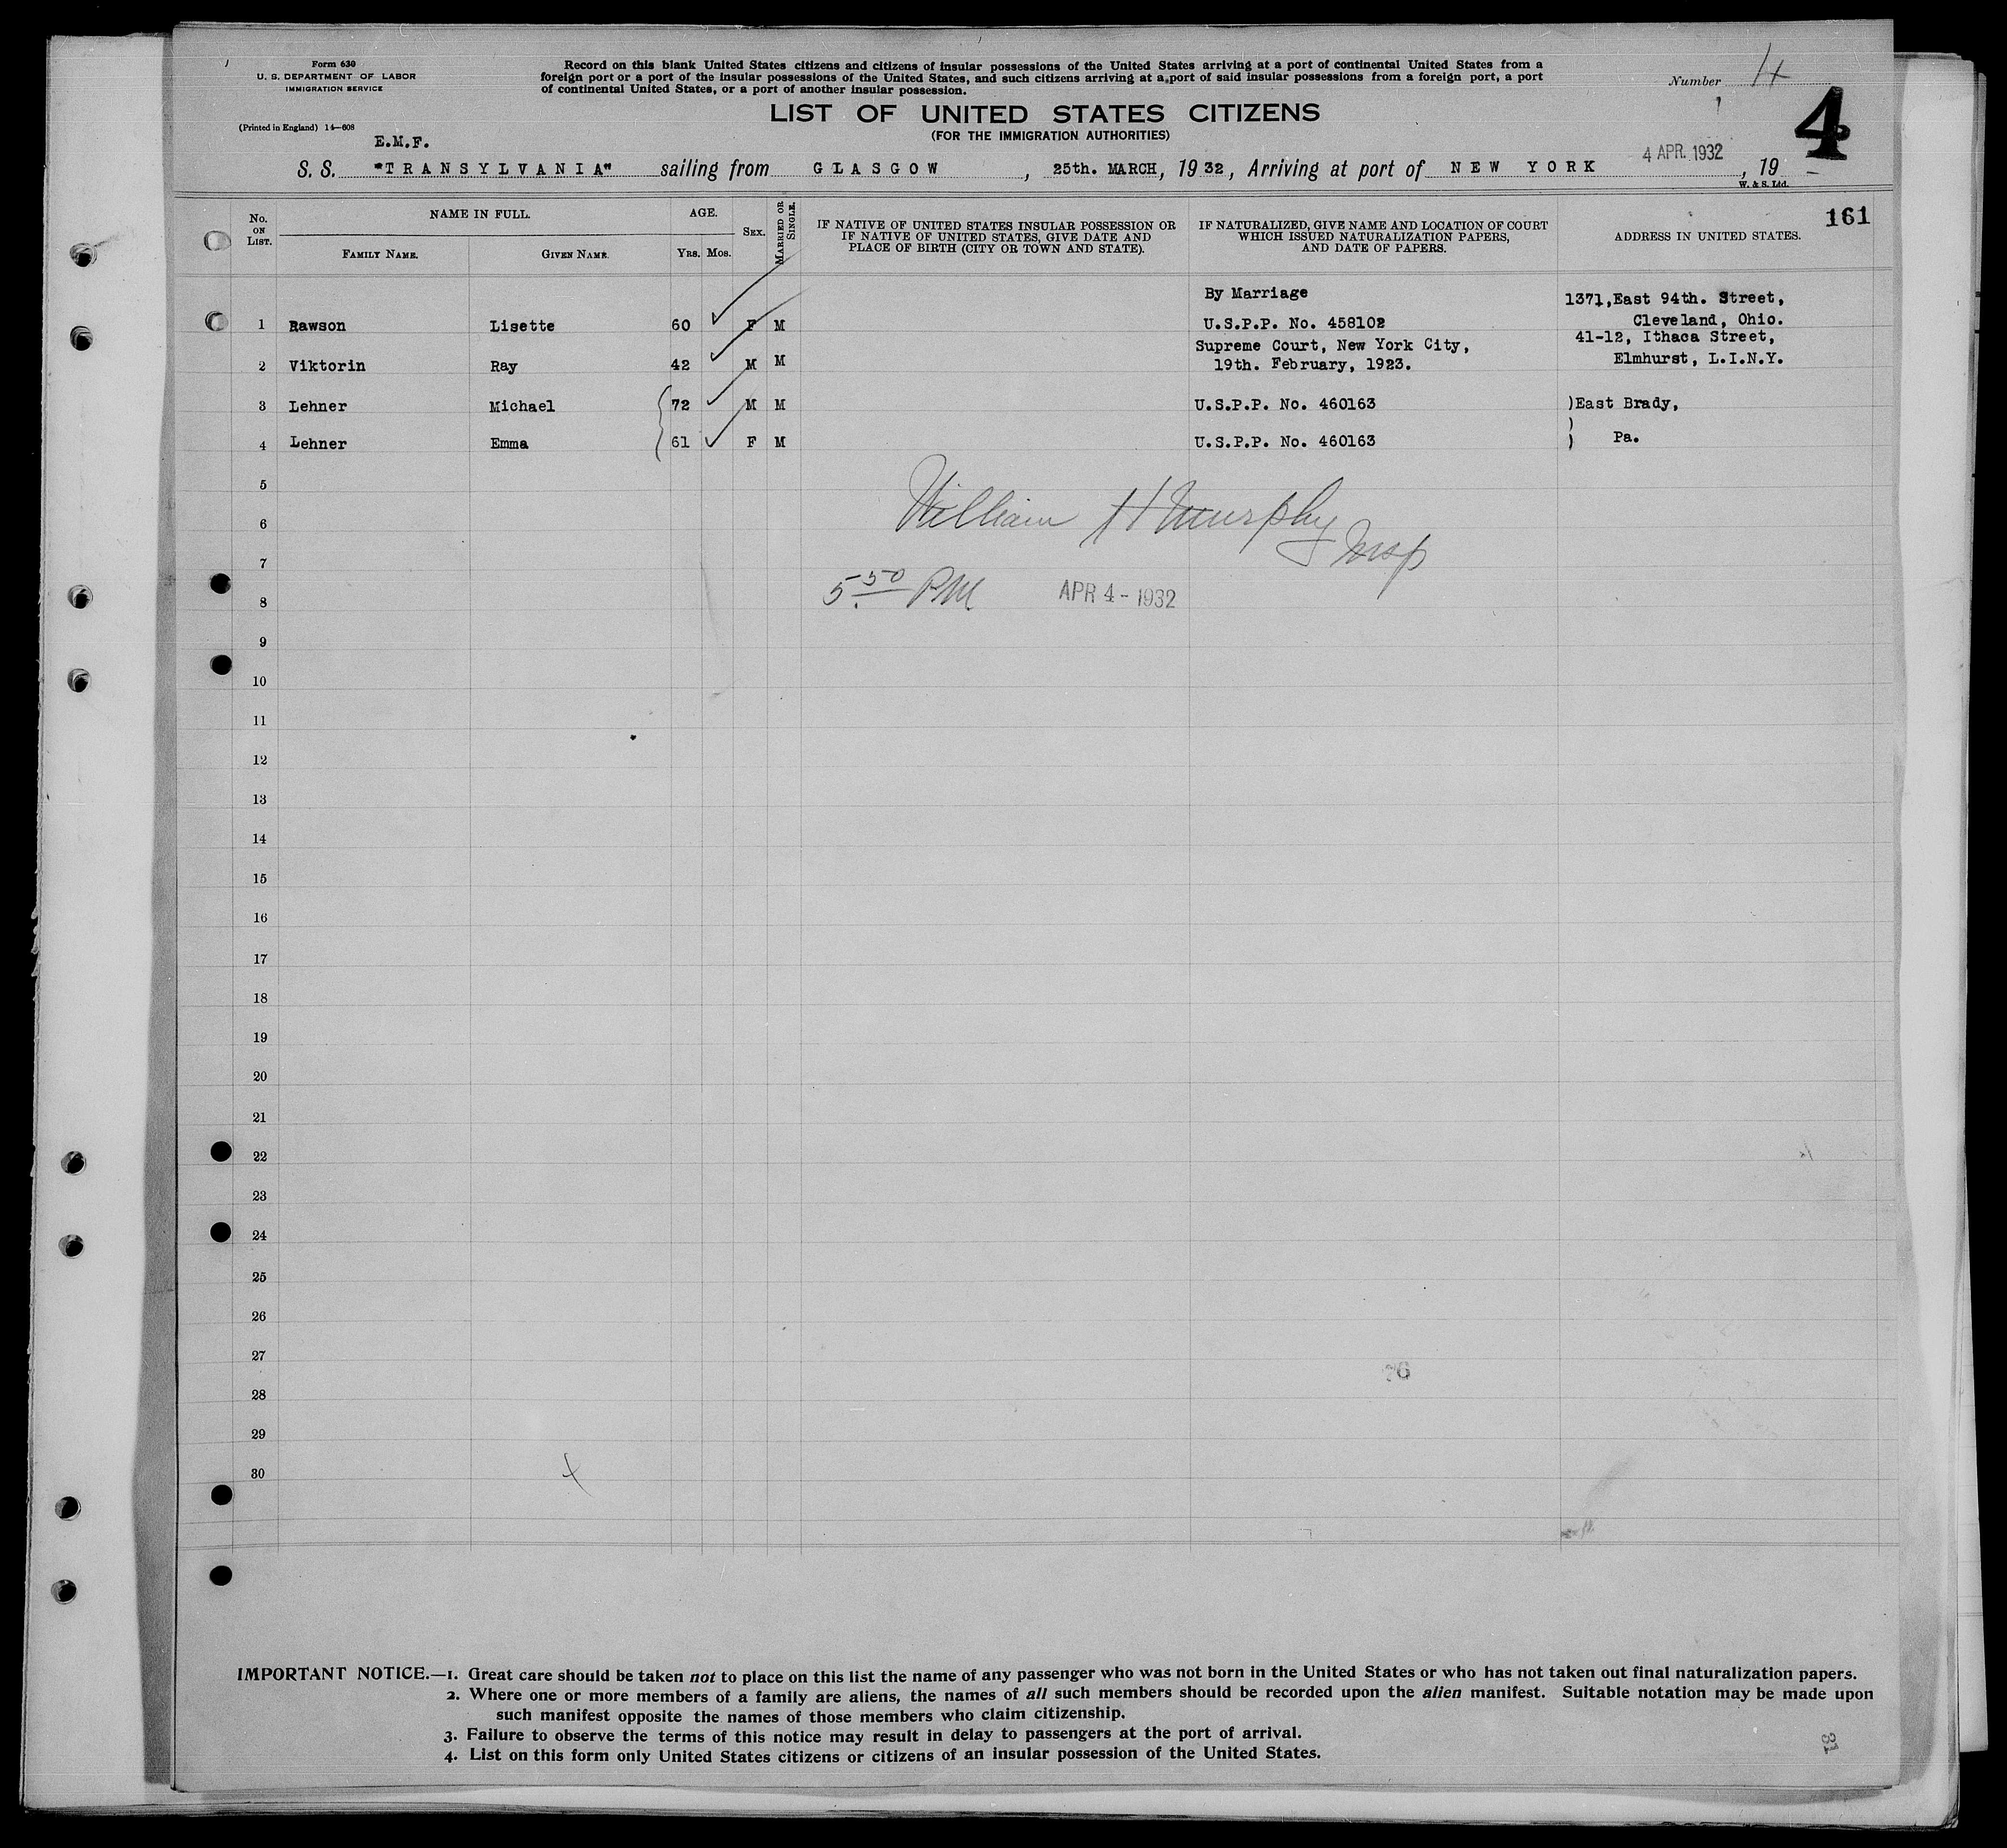 Form 630
U. S. DEPARTMENT OF LABOR
IMMIGRATION SERVICE
(Printed in England) 14—608
Record on this blank United States citizens and citizens of insular possessions of the United States arriving at a port of continental United States from a
foreign port or a port of the insular possessions of the United States, and such citizens arriving at a port of said insular possessions from a foreign port, a port
of continental United States, or a port of another insular possession.
Number 4
4
LIST OF UNITED STATES CITIZENS
(FOR THE IMMIGRATION AUTHORITIES)
E.M.F.
S. S. "TRANSYLVANIA" sailing from GLASGOW, 25th. MARCH, 19 32, Arriving at port of NEW YORK 4 APR. 1932, 19
W. & S. Ltd.
161
No. ON LIST.
NAME IN FULL.
FAMILY NAME.
GIVEN NAME.
AGE.
YRS. MOS.
SEX.
MARRIED OR SINGLE.
IF NATIVE OF UNITED STATES INSULAR POSSESSION OR
IF NATIVE OF UNITED STATES, GIVE DATE AND
PLACE OF BIRTH (CITY OR TOWN AND STATE).
IF NATURALIZED, GIVE NAME AND LOCATION OF COURT
WHICH ISSUED NATURALIZATION PAPERS,
AND DATE OF PAPERS.
ADDRESS IN UNITED STATES.
By Marriage 1371, East 94th. Street,
1 Rawson Lisette 60 F M U.S.P.P. No. 458102 Cleveland, Ohio.
Supreme Court, New York City, 41-12, Ithaca Street,
2 Viktorin Ray 42 M M 19th. February, 1923. Elmhurst, L.I.N.Y.
3 Lehner Michael 72 M M U.S.P.P. No. 460163 )East Brady,
)
4 Lehner Emma 61 F M U.S.P.P. No. 460163 ) Pa.
5
William H Murphy
6
Insp
7
5.50 PM APR 4 - 1932
8
9
10
11
12
13
14
15
16
17
18
19
20
21
22
23
24
25
26
27
28
29
30
IMPORTANT NOTICE.—1. Great care should be taken not to place on this list the name of any passenger who was not born in the United States or who has not taken out final naturalization papers.
2. Where one or more members of a family are aliens, the names of all such members should be recorded upon the alien manifest. Suitable notation may be made upon
such manifest opposite the names of those members who claim citizenship.
3. Failure to observe the terms of this notice may result in delay to passengers at the port of arrival.
4. List on this form only United States citizens or citizens of an insular possession of the United States.
31